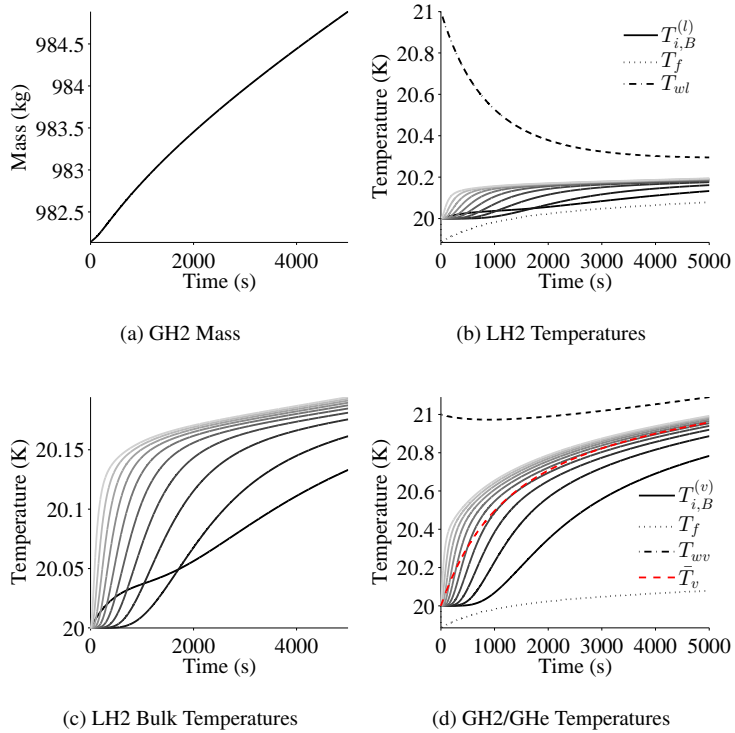 984.5
984
983.5
983
982.5
Mass (kg)
0 2000 4000
Time (s)
(a) GH2 Mass
21
20.8
20.6
20.4
20.2
20
Temperature (K)
T_{i,B}^{(l)}
T_f
T_{wl}
0 1000 2000 3000 4000 5000
Time (s)
(b) LH2 Temperatures
20.15
20.1
20.05
20
Temperature (K)
0 2000 4000
Time (s)
(c) LH2 Bulk Temperatures
21
20.8
20.6
20.4
20.2
20
Temperature (K)
T_{i,B}^{(v)}
T_f
T_{wv}
T̄_v
0 1000 2000 3000 4000 5000
Time (s)
(d) GH2/GHe Temperatures